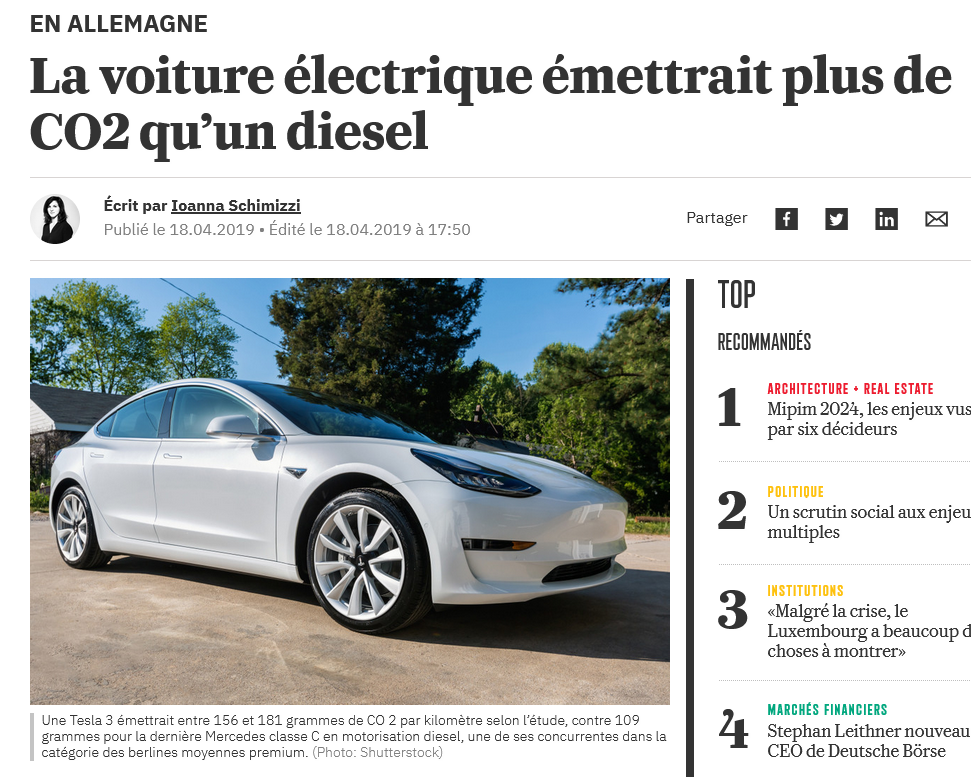 EN ALLEMAGNE
La voiture électrique émettrait plus de
CO2 qu’un diesel
Écrit par Ioanna Schimizzi
Publié le 18.04.2019 • Édité le 18.04.2019 à 17:50
Partager
TOP
RECOMMANDÉS
1
ARCHITECTURE + REAL ESTATE
Mipim 2024, les enjeux vus
par six décideurs
2
POLITIQUE
Un scrutin social aux enjeu
multiples
3
INSTITUTIONS
«Malgré la crise, le
Luxembourg a beaucoup d
choses à montrer»
4
MARCHÉS FINANCIERS
Stephan Leithner nouveau
CEO de Deutsche Börse
Une Tesla 3 émettrait entre 156 et 181 grammes de CO 2 par kilomètre selon l’étude, contre 109
grammes pour la dernière Mercedes classe C en motorisation diesel, une de ses concurrentes dans la
catégorie des berlines moyennes premium. (Photo: Shutterstock)